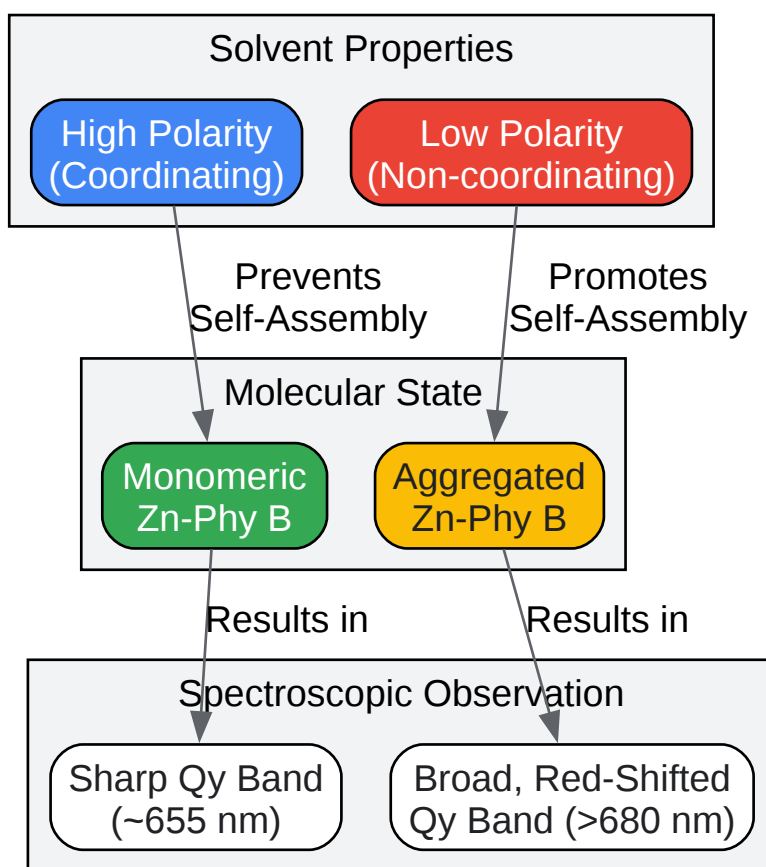 Solvent Properties
High Polarity
(Coordinating)
Low Polarity
(Non-coordinating)
Prevents
Self-Assembly
Promotes
Self-Assembly
Molecular State
Monomeric
Zn-Phy B
Aggregated
Zn-Phy B
Results in
Results in
Spectroscopic Observation
Sharp Qy Band
(~655 nm)
Broad, Red-Shifted
Qy Band (>680 nm)